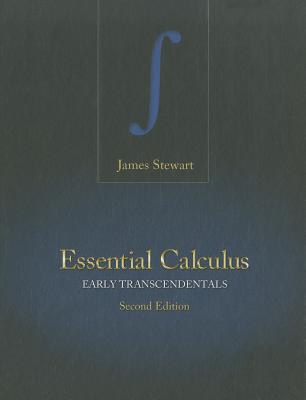 ∫
James Stewart
Essential Calculus
EARLY TRANSCENDENTALS
Second Edition